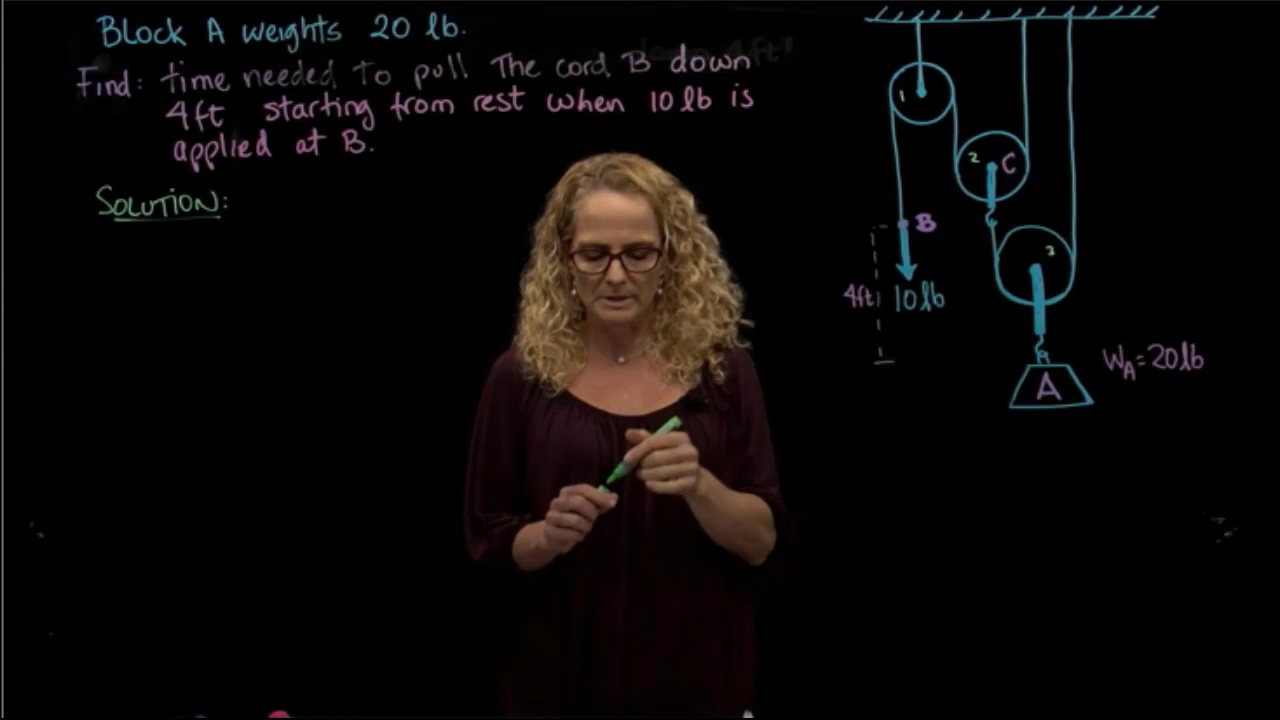 Block A weights 20 lb.
Find: time needed to pull The cord B down
4ft starting from rest when 10 lb is
applied at B.
SOLUTION:
1
2 C
B
3
4ft
10 lb
W_A = 20 lb
A